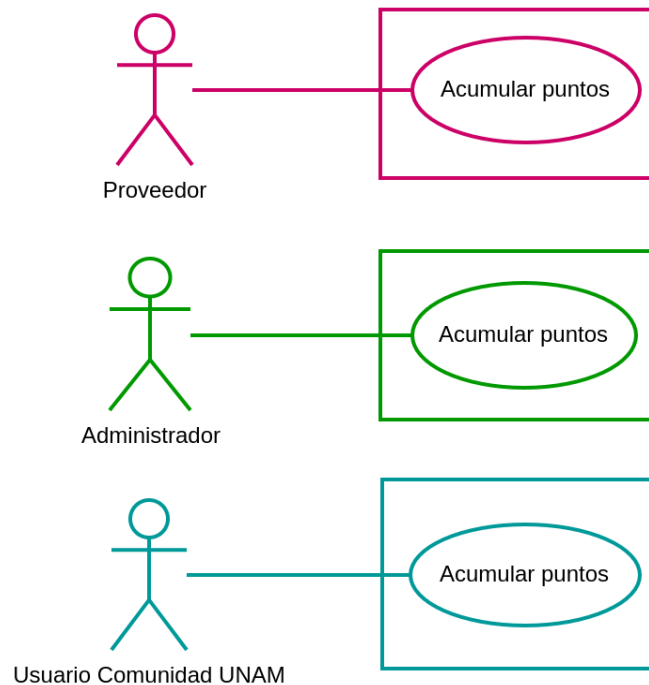 Acumular puntos
Proveedor
Acumular puntos
Administrador
Acumular puntos
Usuario Comunidad UNAM